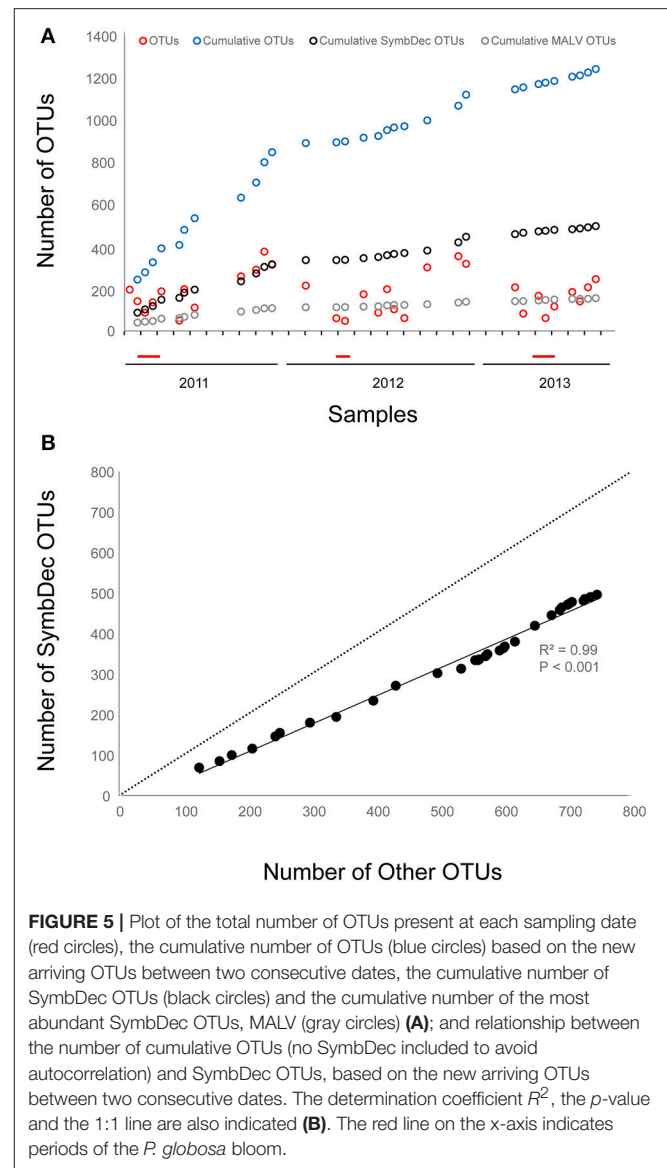 A
1400
OTUs Cumulative OTUs Cumulative SymbDec OTUs Cumulative MALV OTUs
1200
1000
800
600
400
200
0
Number of OTUs
2011 2012 2013
Samples
B
800
700
600
500
400
300
200
100
0
Number of SymbDec OTUs
R² = 0.99
P < 0.001
0 100 200 300 400 500 600 700 800
Number of Other OTUs
FIGURE 5 | Plot of the total number of OTUs present at each sampling date
(red circles), the cumulative number of OTUs (blue circles) based on the new
arriving OTUs between two consecutive dates, the cumulative number of
SymbDec OTUs (black circles) and the cumulative number of the most
abundant SymbDec OTUs, MALV (gray circles) (A); and relationship between
the number of cumulative OTUs (no SymbDec included to avoid
autocorrelation) and SymbDec OTUs, based on the new arriving OTUs
between two consecutive dates. The determination coefficient R², the p-value
and the 1:1 line are also indicated (B). The red line on the x-axis indicates
periods of the P. globosa bloom.